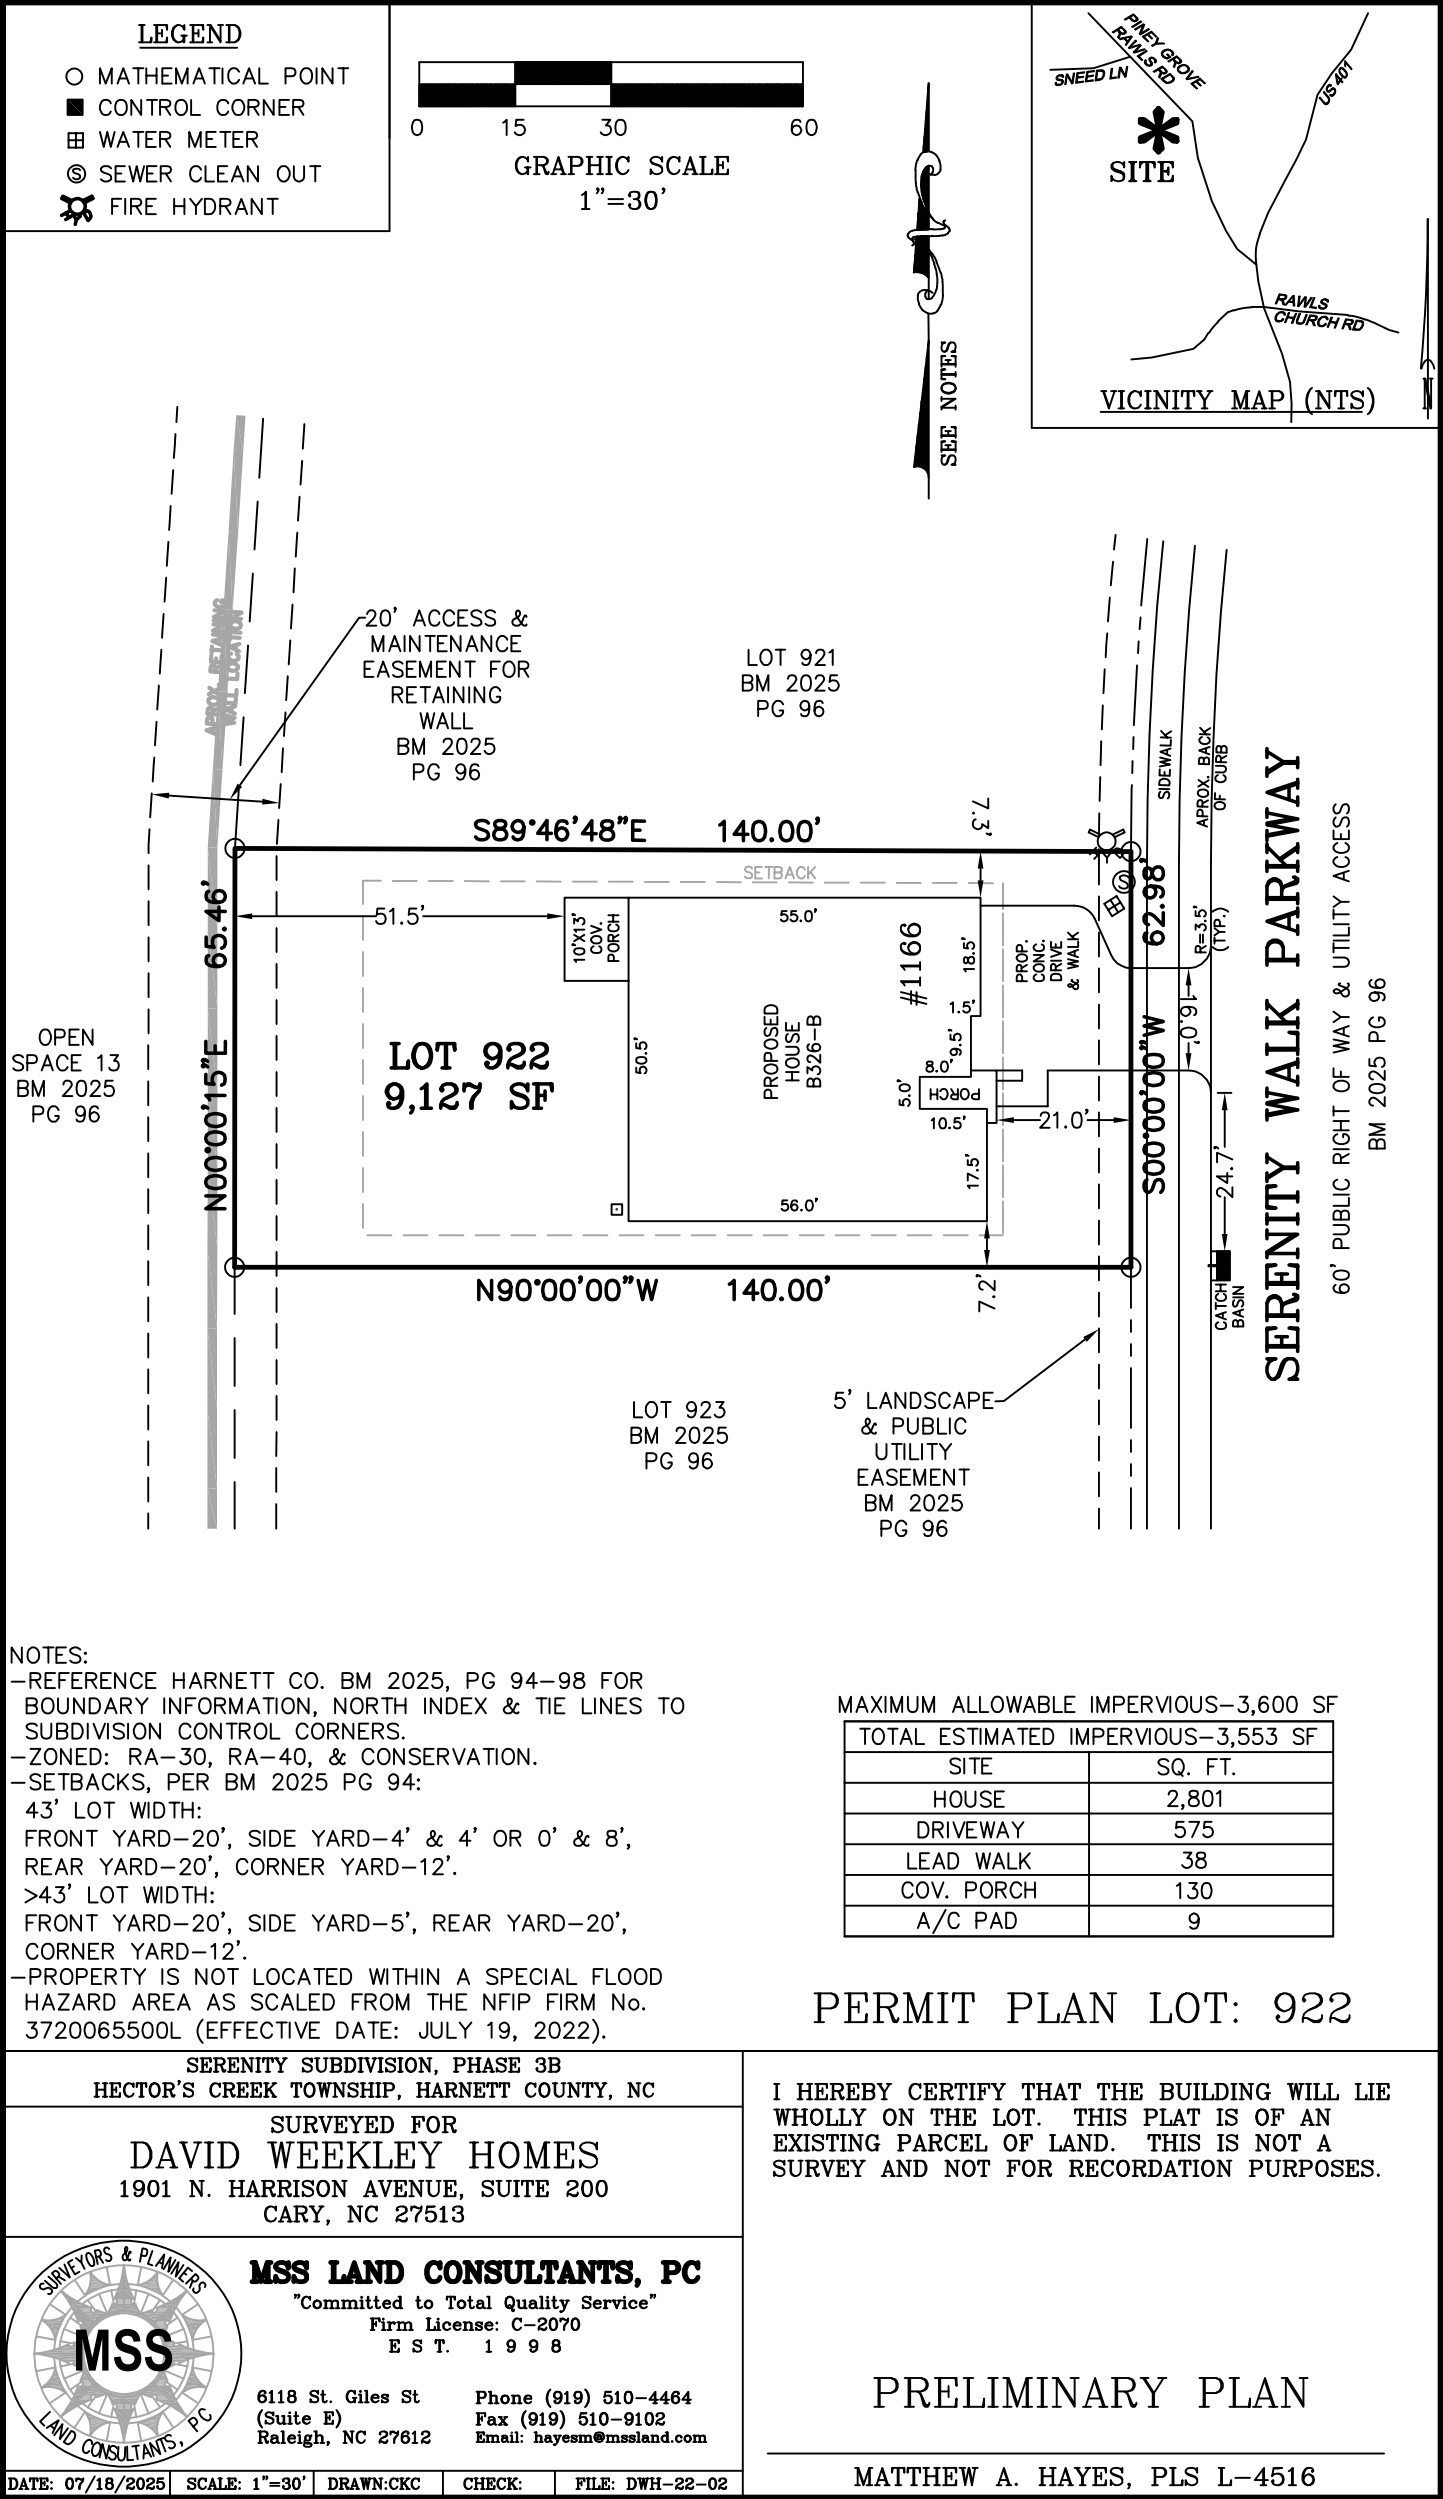 LEGEND
MATHEMATICAL POINT
CONTROL CORNER
WATER METER
SEWER CLEAN OUT
FIRE HYDRANT
0 15 30 60
GRAPHIC SCALE
1"=30'
SEE NOTES
PINEY GROVE
RAWLS RD
SNEED LN
US 401
SITE
RAWLS
CHURCH RD
VICINITY MAP (NTS)
N
APROX. RETAINING
WALL LOCATION
20' ACCESS &
MAINTENANCE
EASEMENT FOR
RETAINING
WALL
BM 2025
PG 96
LOT 921
BM 2025
PG 96
SIDEWALK
APROX. BACK
OF CURB
S89°46'48"E 140.00'
7.3'
SETBACK
N00°00'15"E 65.46'
51.5'
10'X13'
COV.
PORCH
55.0'
#1166
18.5'
1.5'
9.5'
8.0'
5.0'
PORCH
10.5'
17.5'
50.5'
56.0'
PROPOSED
HOUSE
B326-B
PROP.
CONC.
DRIVE
& WALK
S
S00°00'00"W 62.98'
R=3.5'
(TYP.)
16.0'
21.0'
24.7'
CATCH
BASIN
LOT 922
9,127 SF
OPEN
SPACE 13
BM 2025
PG 96
SERENITY WALK PARKWAY
60' PUBLIC RIGHT OF WAY & UTILITY ACCESS
BM 2025 PG 96
N90°00'00"W 140.00'
7.2'
LOT 923
BM 2025
PG 96
5' LANDSCAPE
& PUBLIC
UTILITY
EASEMENT
BM 2025
PG 96
NOTES:
-REFERENCE HARNETT CO. BM 2025, PG 94-98 FOR
BOUNDARY INFORMATION, NORTH INDEX & TIE LINES TO
SUBDIVISION CONTROL CORNERS.
-ZONED: RA-30, RA-40, & CONSERVATION.
-SETBACKS, PER BM 2025 PG 94:
43' LOT WIDTH:
FRONT YARD-20', SIDE YARD-4' & 4' OR 0' & 8',
REAR YARD-20', CORNER YARD-12'.
>43' LOT WIDTH:
FRONT YARD-20', SIDE YARD-5', REAR YARD-20',
CORNER YARD-12'.
-PROPERTY IS NOT LOCATED WITHIN A SPECIAL FLOOD
HAZARD AREA AS SCALED FROM THE NFIP FIRM No.
3720065500L (EFFECTIVE DATE: JULY 19, 2022).
MAXIMUM ALLOWABLE IMPERVIOUS-3,600 SF
TOTAL ESTIMATED IMPERVIOUS-3,553 SF
SITE SQ. FT.
HOUSE 2,801
DRIVEWAY 575
LEAD WALK 38
COV. PORCH 130
A/C PAD 9
PERMIT PLAN LOT: 922
SERENITY SUBDIVISION, PHASE 3B
HECTOR'S CREEK TOWNSHIP, HARNETT COUNTY, NC
SURVEYED FOR
DAVID WEEKLEY HOMES
1901 N. HARRISON AVENUE, SUITE 200
CARY, NC 27513
SURVEYORS & PLANNERS
MSS
LAND CONSULTANTS, PC
MSS LAND CONSULTANTS, PC
"Committed to Total Quality Service"
Firm License: C-2070
EST. 1998
6118 St. Giles St
(Suite E)
Raleigh, NC 27612
Phone (919) 510-4464
Fax (919) 510-9102
Email: hayesm@mssland.com
DATE: 07/18/2025 SCALE: 1"=30' DRAWN:CKC CHECK: FILE: DWH-22-02
I HEREBY CERTIFY THAT THE BUILDING WILL LIE
WHOLLY ON THE LOT. THIS PLAT IS OF AN
EXISTING PARCEL OF LAND. THIS IS NOT A
SURVEY AND NOT FOR RECORDATION PURPOSES.
PRELIMINARY PLAN
MATTHEW A. HAYES, PLS L-4516